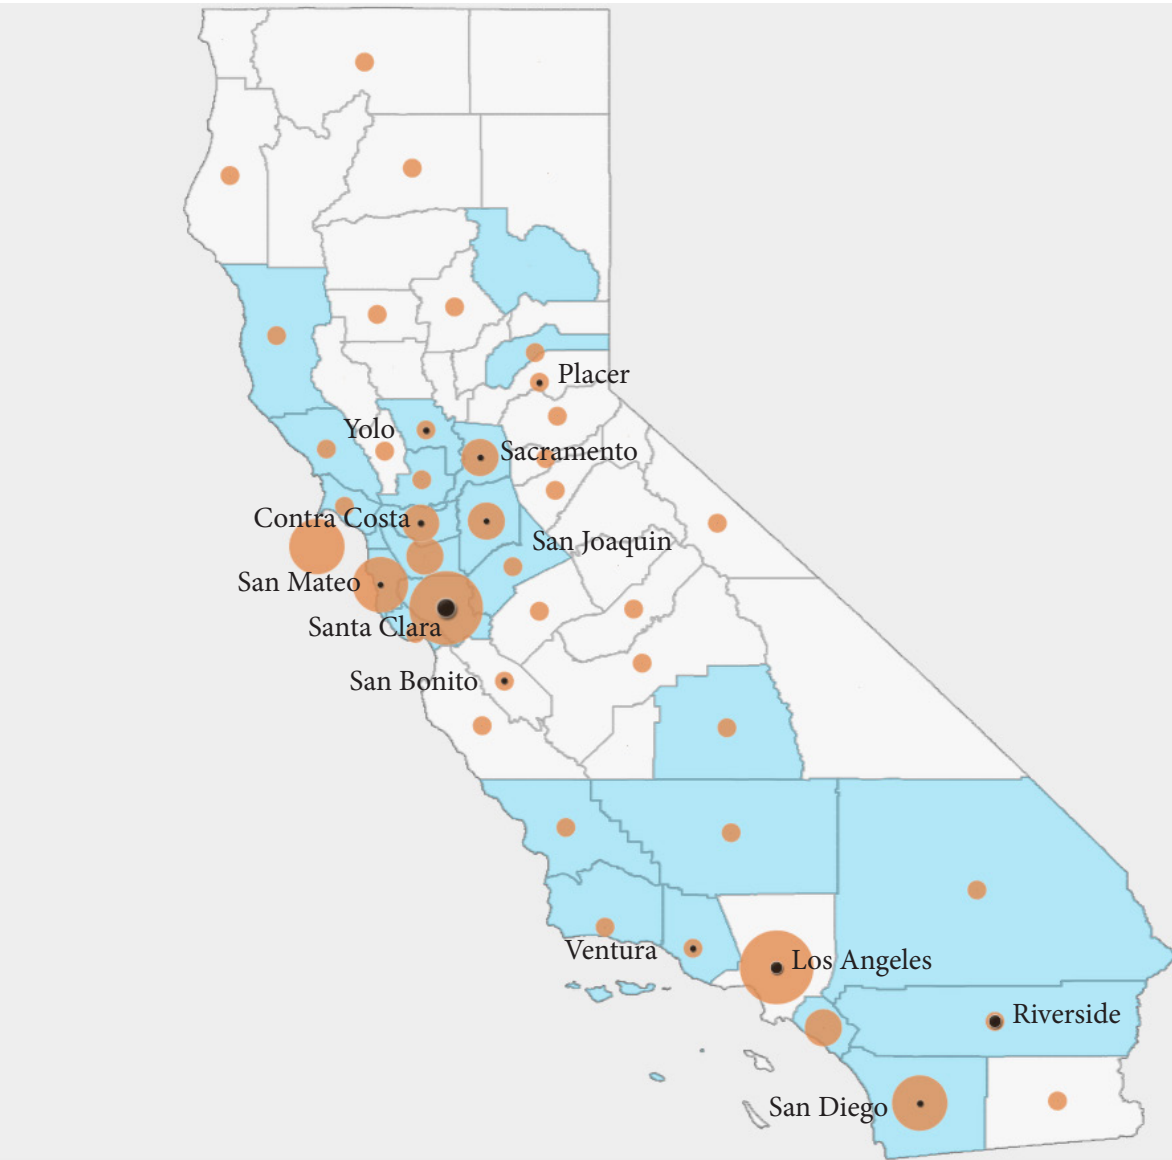 Placer
Yolo
Sacramento
Contra Costa
San Joaquin
San Mateo
Santa Clara
San Bonito
Ventura
Los Angeles
Riverside
San Diego